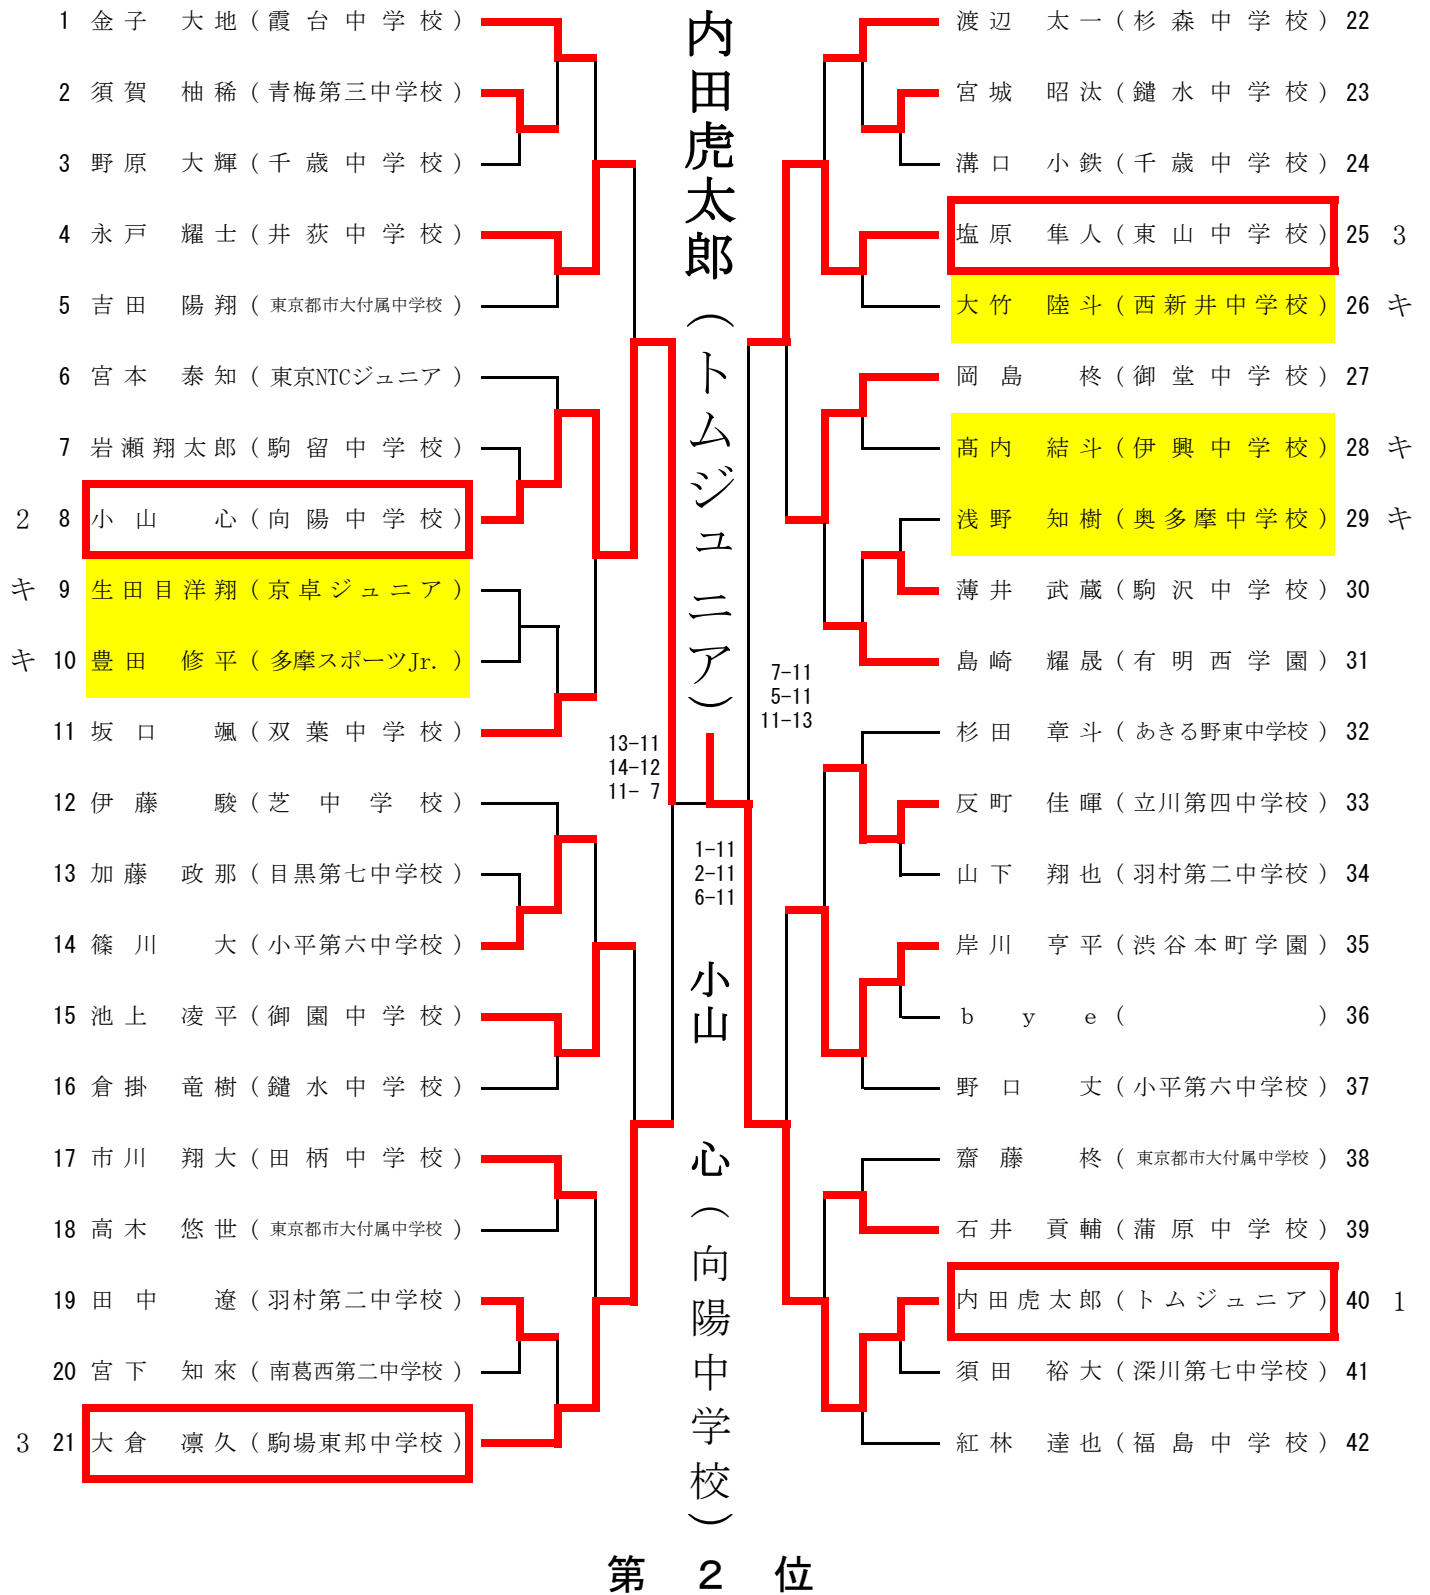 1 金子 大地(霞台中学校)
2 須賀 柚稀(青梅第三中学校)
3 野原 大輝(千歳中学校)
4 永戸 耀士(井荻中学校)
5 吉田 陽翔(東京都市大付属中学校)
6 宮本 泰知(東京NTCジュニア)
7 岩瀬翔太郎(駒留中学校)
2 8 小山 心(向陽中学校)
キ 9 生田目洋翔(京卓ジュニア)
キ 10 豊田 修平(多摩スポーツJr.)
11 坂口 颯(双葉中学校)
12 伊藤 駿(芝中学校)
13 加藤 政那(目黒第七中学校)
14 篠川 大(小平第六中学校)
15 池上 凌平(御園中学校)
16 倉掛 竜樹(鑓水中学校)
17 市川 翔大(田柄中学校)
18 高木 悠世(東京都市大付属中学校)
19 田中 遼(羽村第二中学校)
20 宮下 知來(南葛西第二中学校)
3 21 大倉 凛久(駒場東邦中学校)
内田虎太郎(トムジュニア)
13-11
14-12
11- 7
7-11
5-11
11-13
1-11
2-11
6-11
小山 心(向陽中学校)
第 2 位
渡辺 太一(杉森中学校) 22
宮城 昭汰(鑓水中学校) 23
溝口 小鉄(千歳中学校) 24
塩原 隼人(東山中学校) 25 3
大竹 陸斗(西新井中学校) 26 キ
岡島 柊(御堂中学校) 27
髙内 結斗(伊興中学校) 28 キ
浅野 知樹(奥多摩中学校) 29 キ
薄井 武蔵(駒沢中学校) 30
島崎 耀晟(有明西学園) 31
杉田 章斗(あきる野東中学校) 32
反町 佳暉(立川第四中学校) 33
山下 翔也(羽村第二中学校) 34
岸川 亨平(渋谷本町学園) 35
bye( ) 36
野口 丈(小平第六中学校) 37
齋藤 柊(東京都市大付属中学校) 38
石井 貢輔(蒲原中学校) 39
内田虎太郎(トムジュニア) 40 1
須田 裕大(深川第七中学校) 41
紅林 達也(福島中学校) 42